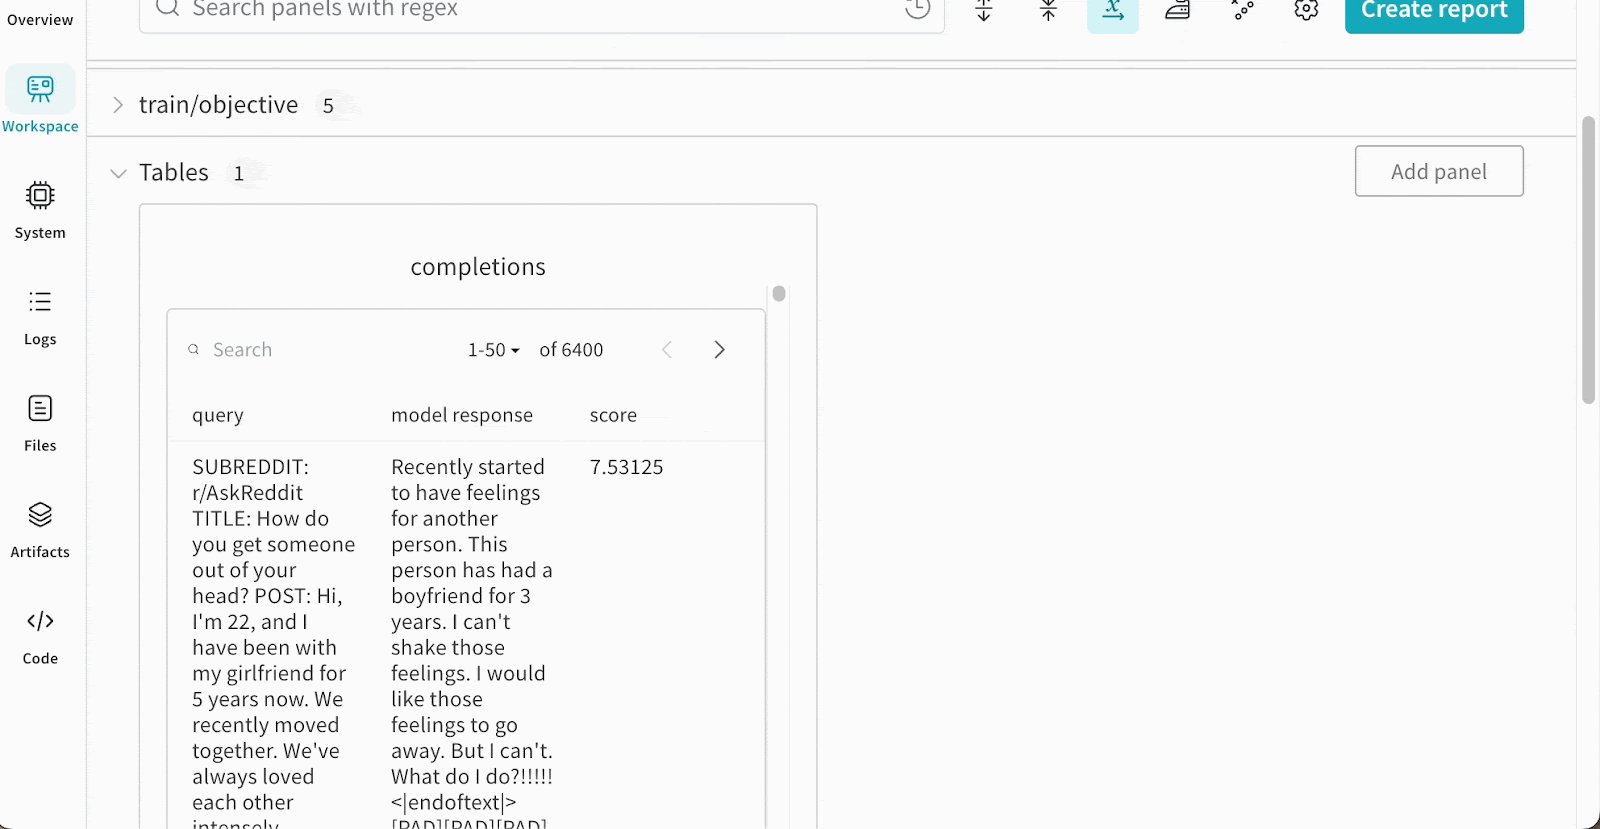 Overview
Search panels with regex
Create report
Workspace
train/objective 5
Tables 1
Add panel
System
completions
Logs
Search
1-50 of 6400
query
model response
score
Files
SUBREDDIT:
r/AskReddit
TITLE: How do
you get someone
out of your
head? POST: Hi,
I'm 22, and I
have been with
my girlfriend for
5 years now. We
recently moved
together. We've
always loved
each other
intensely
Recently started
to have feelings
for another
person. This
person has had a
boyfriend for 3
years. I can't
shake those
feelings. I would
like those
feelings to go
away. But I can't.
What do I do?!!!!!
<|endoftext|>
[PAD][PAD][PAD]
7.53125
Artifacts
Code